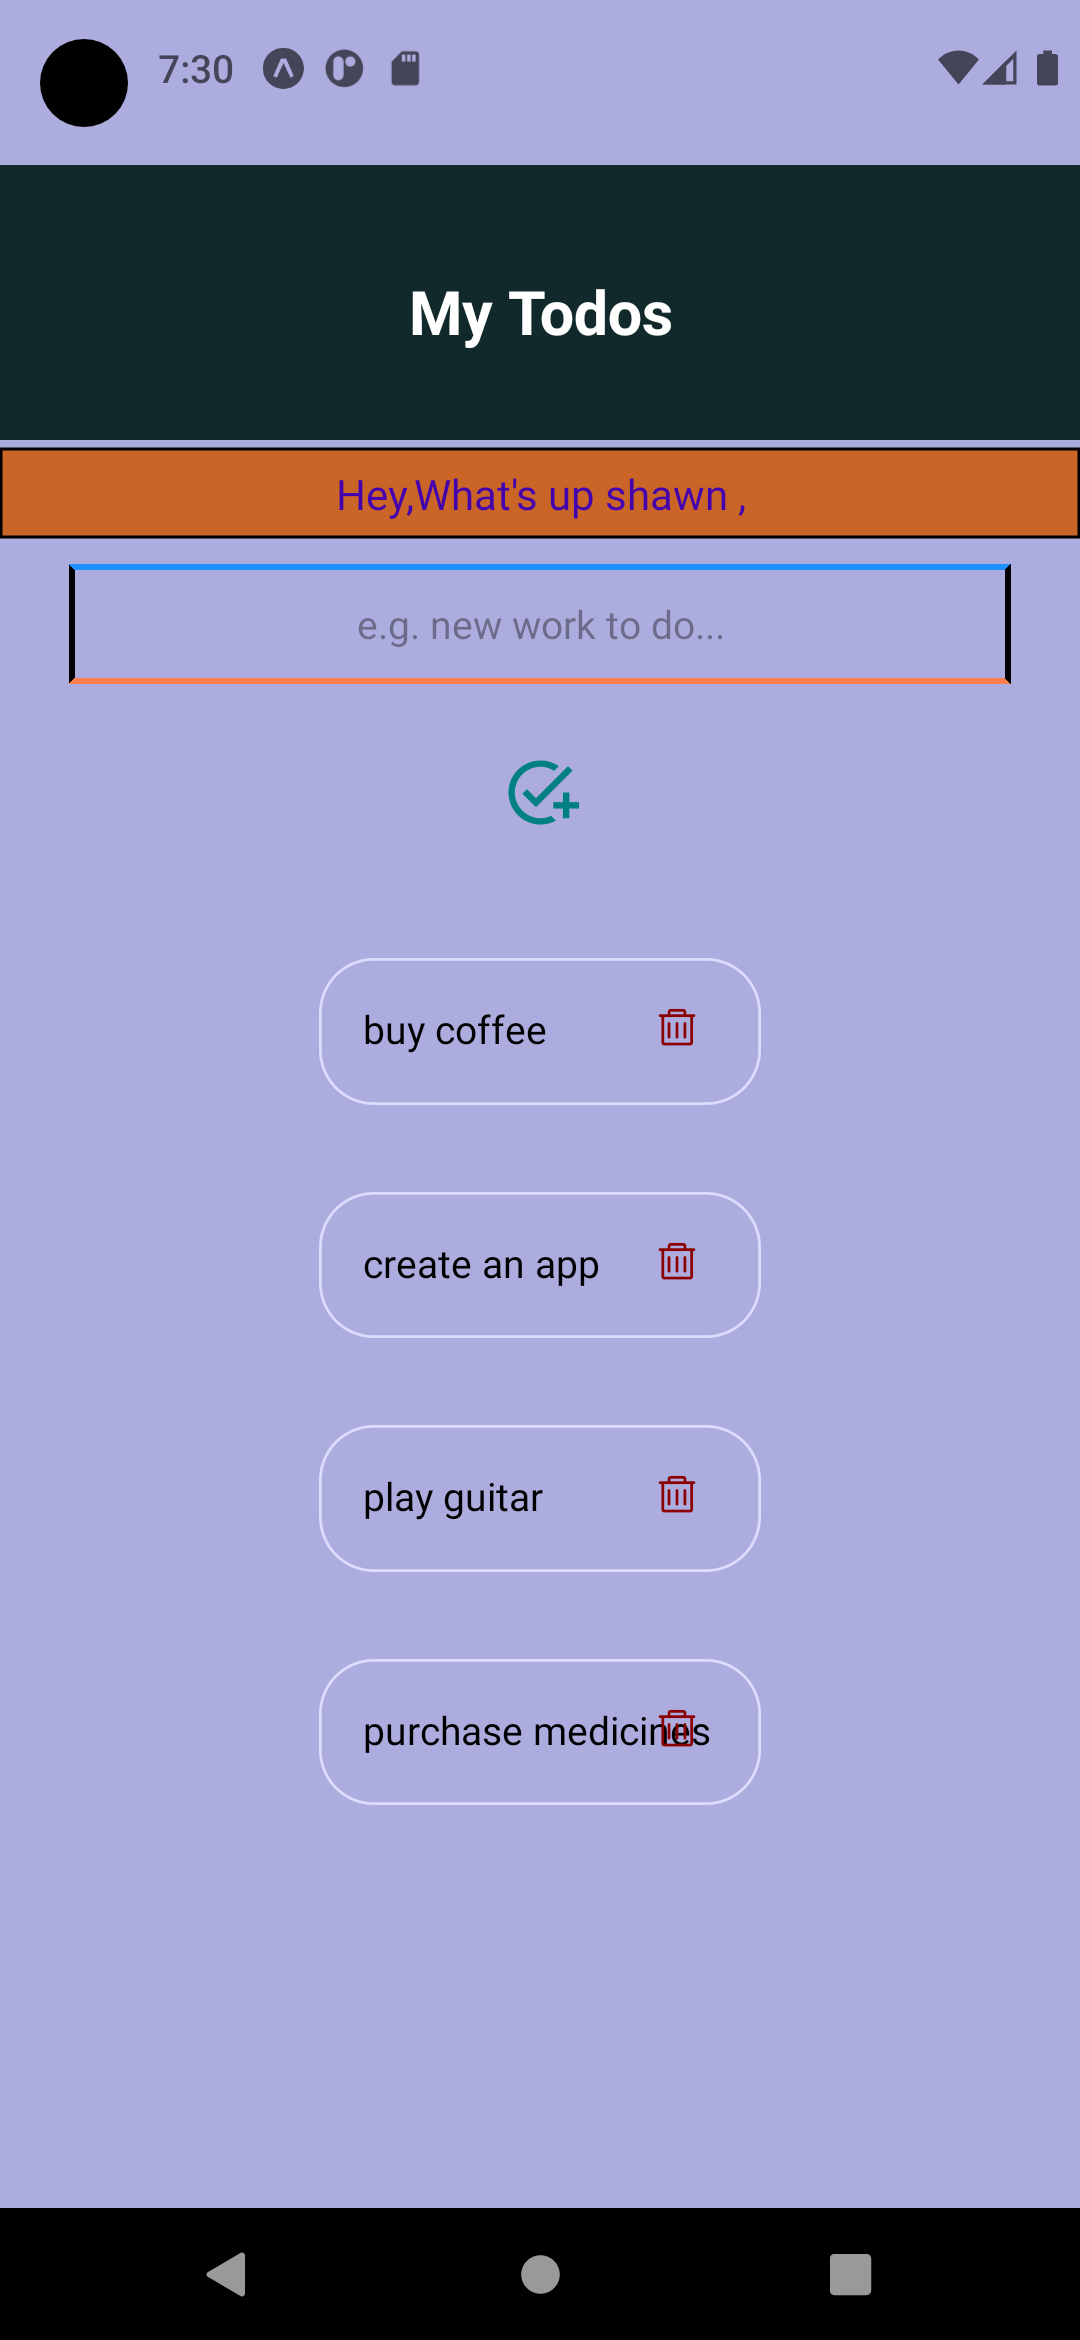 7:30
My Todos
Hey,What's up shawn ,
e.g. new work to do...
buy coffee
create an app
play guitar
purchase medicines